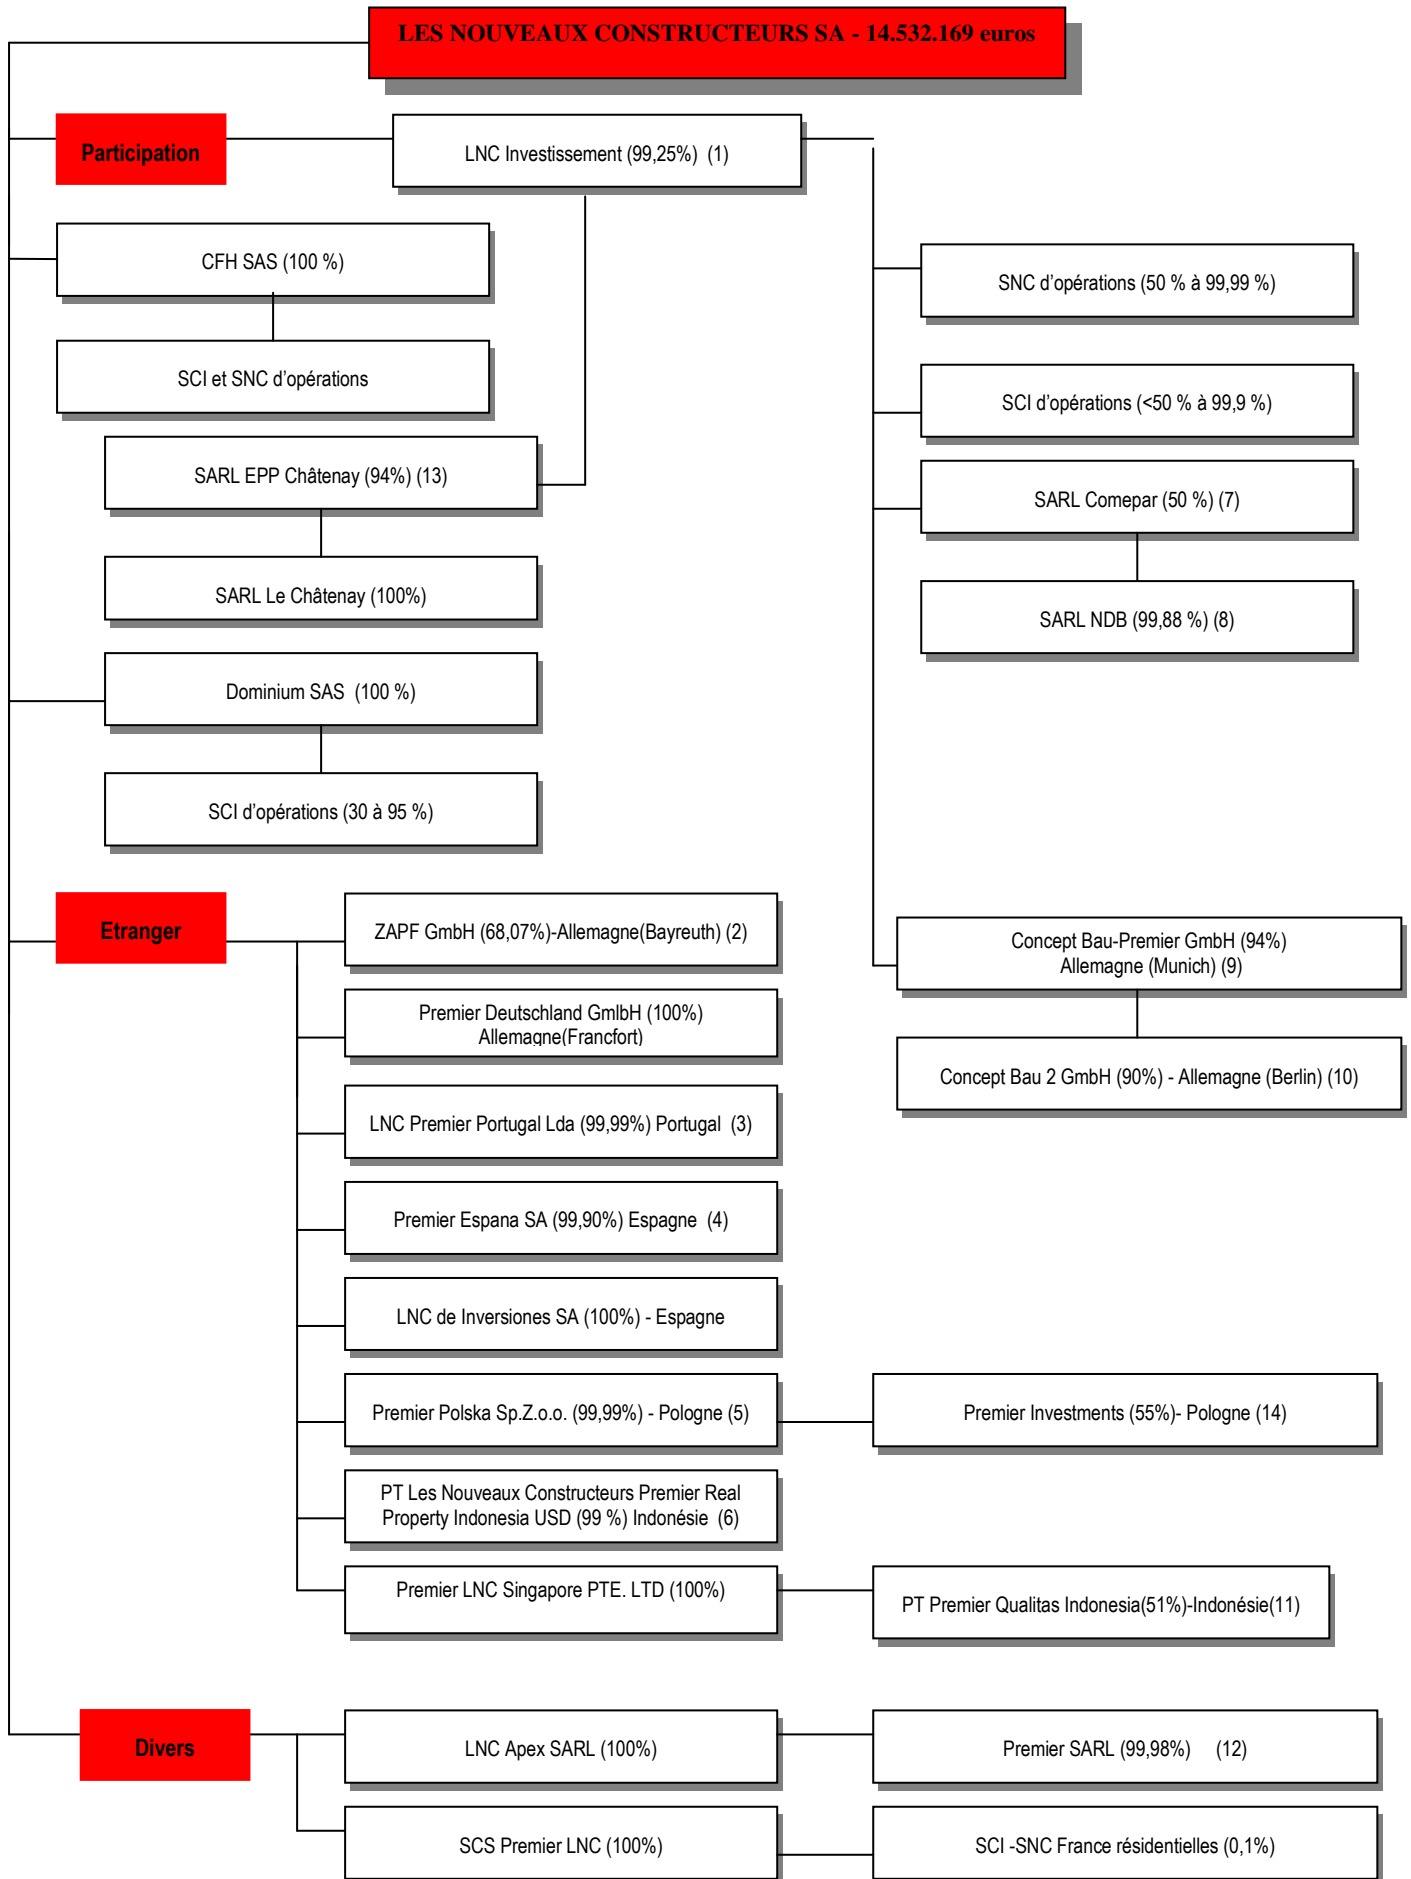 LES NOUVEAUX CONSTRUCTEURS SA - 14.532.169 euros
Participation
LNC Investissement (99,25%) (1)
CFH SAS (100 %)
SNC d'opérations (50 % à 99,99 %)
SCI et SNC d'opérations
SCI d'opérations (<50 % à 99,9 %)
SARL EPP Châtenay (94%) (13)
SARL Comepar (50 %) (7)
SARL Le Châtenay (100%)
SARL NDB (99,88 %) (8)
Dominium SAS (100 %)
SCI d'opérations (30 à 95 %)
Etranger
ZAPF GmbH (68,07%)-Allemagne(Bayreuth) (2)
Concept Bau-Premier GmbH (94%)
Allemagne (Munich) (9)
Premier Deutschland GmlbH (100%)
Allemagne(Francfort)
Concept Bau 2 GmbH (90%) - Allemagne (Berlin) (10)
LNC Premier Portugal Lda (99,99%) Portugal (3)
Premier Espana SA (99,90%) Espagne (4)
LNC de Inversiones SA (100%) - Espagne
Premier Polska Sp.Z.o.o. (99,99%) - Pologne (5)
Premier Investments (55%)- Pologne (14)
PT Les Nouveaux Constructeurs Premier Real
Property Indonesia USD (99 %) Indonésie (6)
Premier LNC Singapore PTE. LTD (100%)
PT Premier Qualitas Indonesia(51%)-Indonésie(11)
Divers
LNC Apex SARL (100%)
Premier SARL (99,98%) (12)
SCS Premier LNC (100%)
SCI -SNC France résidentielles (0,1%)